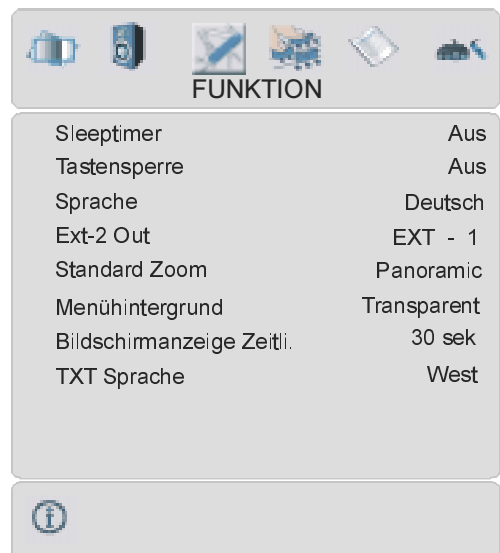 FUNKTION
Sleeptimer Aus
Tastensperre Aus
Sprache Deutsch
Ext-2 Out EXT - 1
Standard Zoom Panoramic
Menühintergrund Transparent
Bildschirmanzeige Zeitli. 30 sek
TXT Sprache West